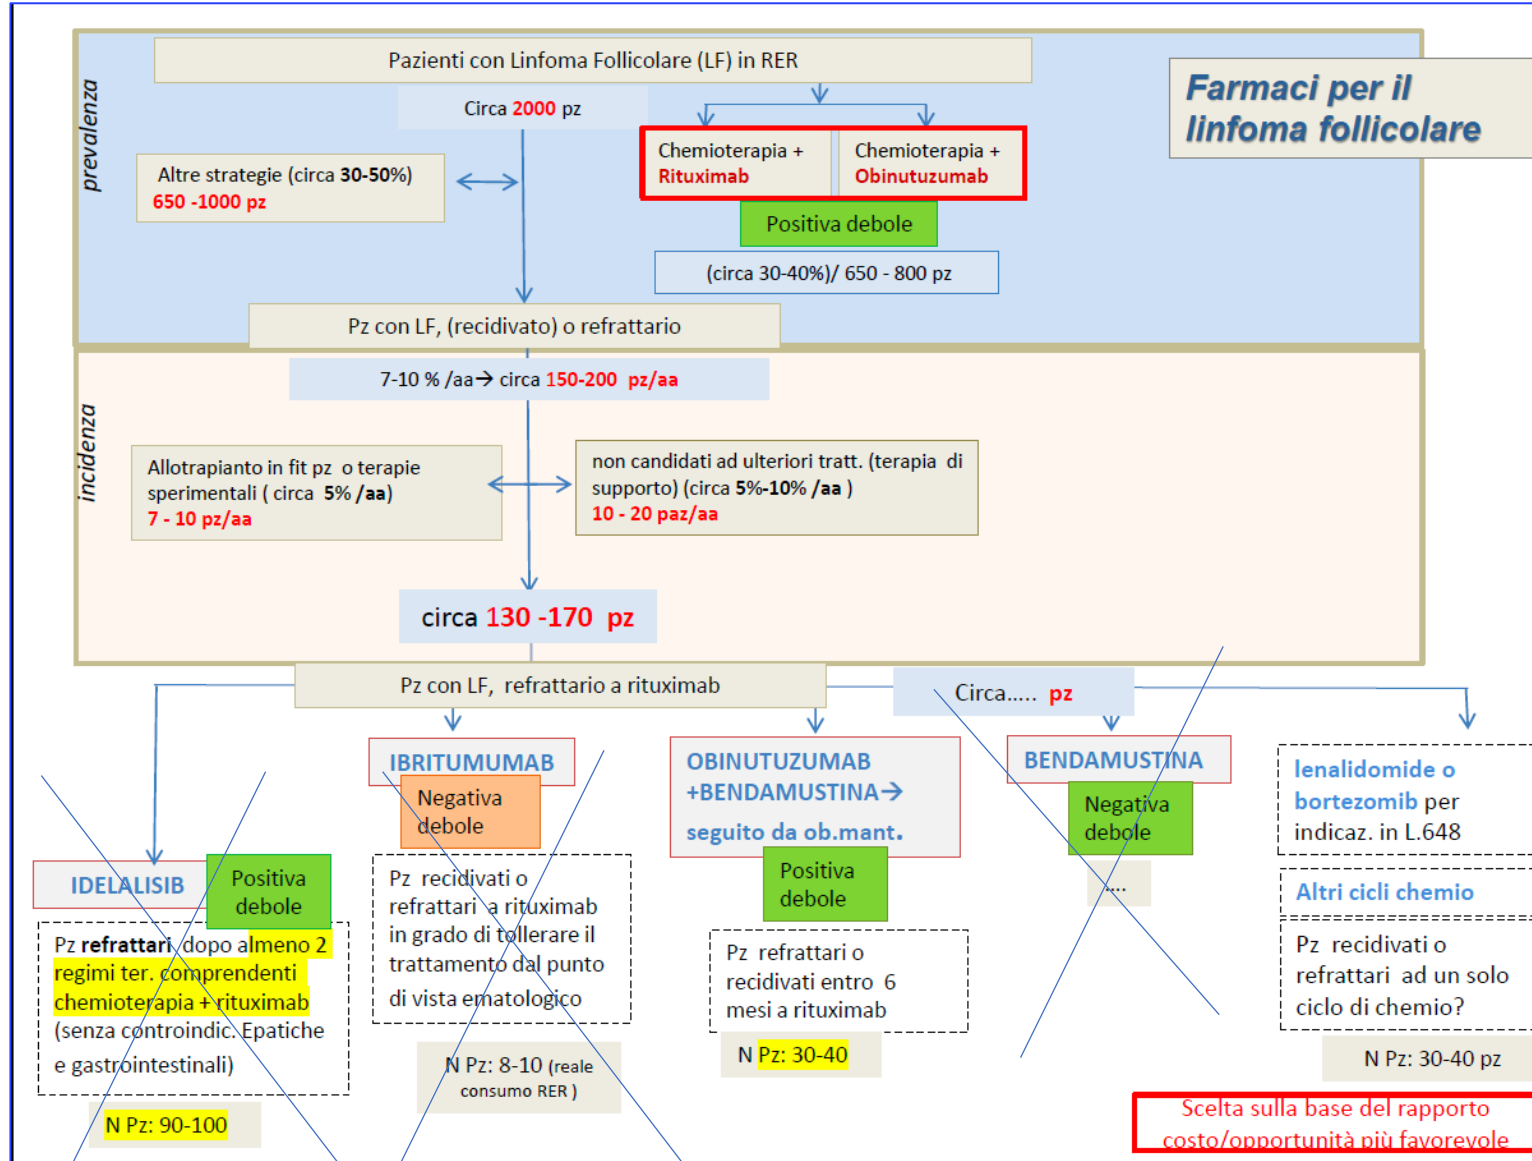 Pazienti con Linfoma Follicolare (LF) in RER
Farmaci per il
linfoma follicolare
prevalenza
Circa 2000 pz
Chemioterapia +
Rituximab
Chemioterapia +
Obinutuzumab
Altre strategie (circa 30-50%)
650 -1000 pz
Positiva debole
(circa 30-40%)/ 650 - 800 pz
Pz con LF, (recidivato) o refrattario
incidenza
7-10 % /aa→ circa 150-200 pz/aa
Allotrapianto in fit pz o terapie
sperimentali ( circa 5% /aa)
7 - 10 pz/aa
non candidati ad ulteriori tratt. (terapia di
supporto) (circa 5%-10% /aa )
10 - 20 paz/aa
circa 130 -170 pz
Pz con LF, refrattario a rituximab
Circa..... pz
IDELALISIB
Positiva
debole
Pz refrattari dopo almeno 2
regimi ter. comprendenti
chemioterapia + rituximab
(senza controindic. Epatiche
e gastrointestinali)
N Pz: 90-100
IBRITUMUMAB
Negativa
debole
Pz recidivati o
refrattari a rituximab
in grado di tollerare il
trattamento dal punto
di vista ematologico
N Pz: 8-10 (reale
consumo RER )
OBINUTUZUMAB
+BENDAMUSTINA→
seguito da ob.mant.
Positiva
debole
Pz refrattari o
recidivati entro 6
mesi a rituximab
N Pz: 30-40
BENDAMUSTINA
Negativa
debole
....
lenalidomide o
bortezomib per
indicaz. in L.648
Altri cicli chemio
Pz recidivati o
refrattari ad un solo
ciclo di chemio?
N Pz: 30-40 pz
Scelta sulla base del rapporto
costo/opportunità più favorevole